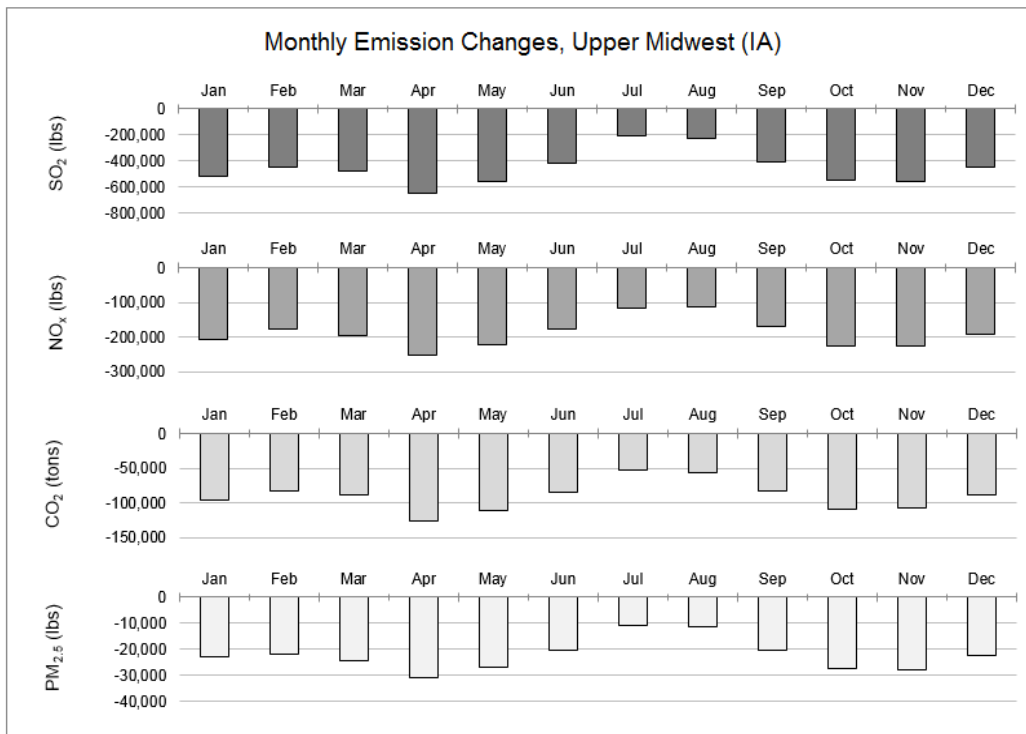 Monthly Emission Changes, Upper Midwest (IA)
Jan Feb Mar Apr May Jun Jul Aug Sep Oct Nov Dec
0
-200,000
-400,000
-600,000
-800,000
SO₂ (lbs)
Jan Feb Mar Apr May Jun Jul Aug Sep Oct Nov Dec
0
-100,000
-200,000
-300,000
NOₓ (lbs)
Jan Feb Mar Apr May Jun Jul Aug Sep Oct Nov Dec
0
-50,000
-100,000
-150,000
CO₂ (tons)
Jan Feb Mar Apr May Jun Jul Aug Sep Oct Nov Dec
0
-10,000
-20,000
-30,000
-40,000
PM₂.₅ (lbs)